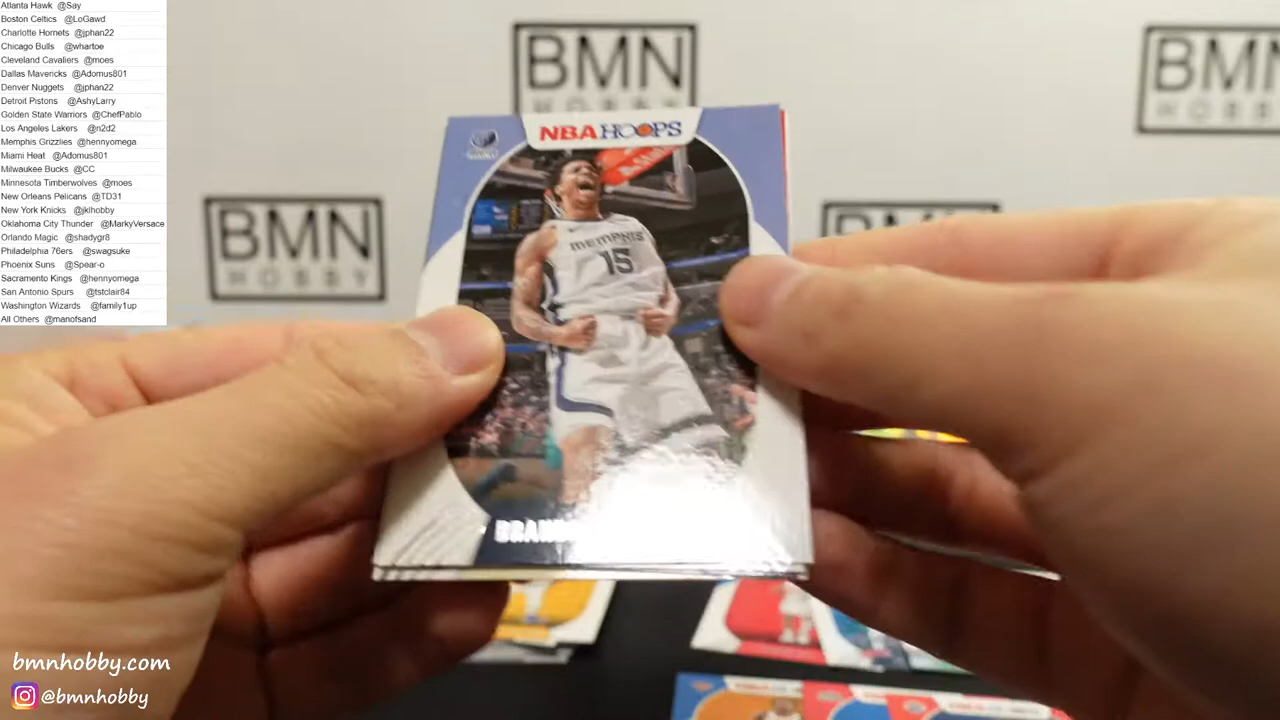 Atlanta Hawk @Say
Boston Celtics @LoGawd
Charlotte Hornets @jphan22
Chicago Bulls @whartoe
Cleveland Cavaliers @moes
Dallas Mavericks @Adomus801
Denver Nuggets @jphan22
Detroit Pistons @AshyLarry
Golden State Warriors @ChefPablo
Los Angeles Lakers @n2d2
Memphis Grizzlies @hennyomega
Miami Heat @Adomus801
Milwaukee Bucks @CC
Minnesota Timberwolves @moes
New Orleans Pelicans @TD31
New York Knicks @jklhobby
Oklahoma City Thunder @MarkyVersace
Orlando Magic @shadygr8
Philadelphia 76ers @swagsuke
Phoenix Suns @Spear-o
Sacramento Kings @hennyomega
San Antonio Spurs @tstclair84
Washington Wizards @family1up
All Others @manofsand
BMN
HOBBY
BMN
HOBBY
BMN
HOBBY
BMN
NBA HOOPS
MEMPHIS
15
bmnhobby.com
@bmnhobby